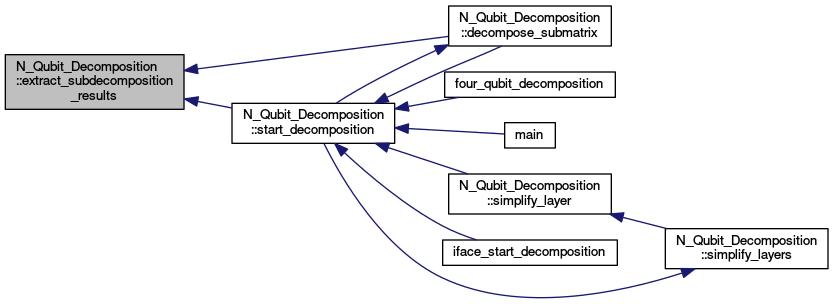 N_Qubit_Decomposition
::extract_subdecomposition
_results
N_Qubit_Decomposition
::start_decomposition
N_Qubit_Decomposition
::decompose_submatrix
four_qubit_decomposition
main
N_Qubit_Decomposition
::simplify_layer
iface_start_decomposition
N_Qubit_Decomposition
::simplify_layers